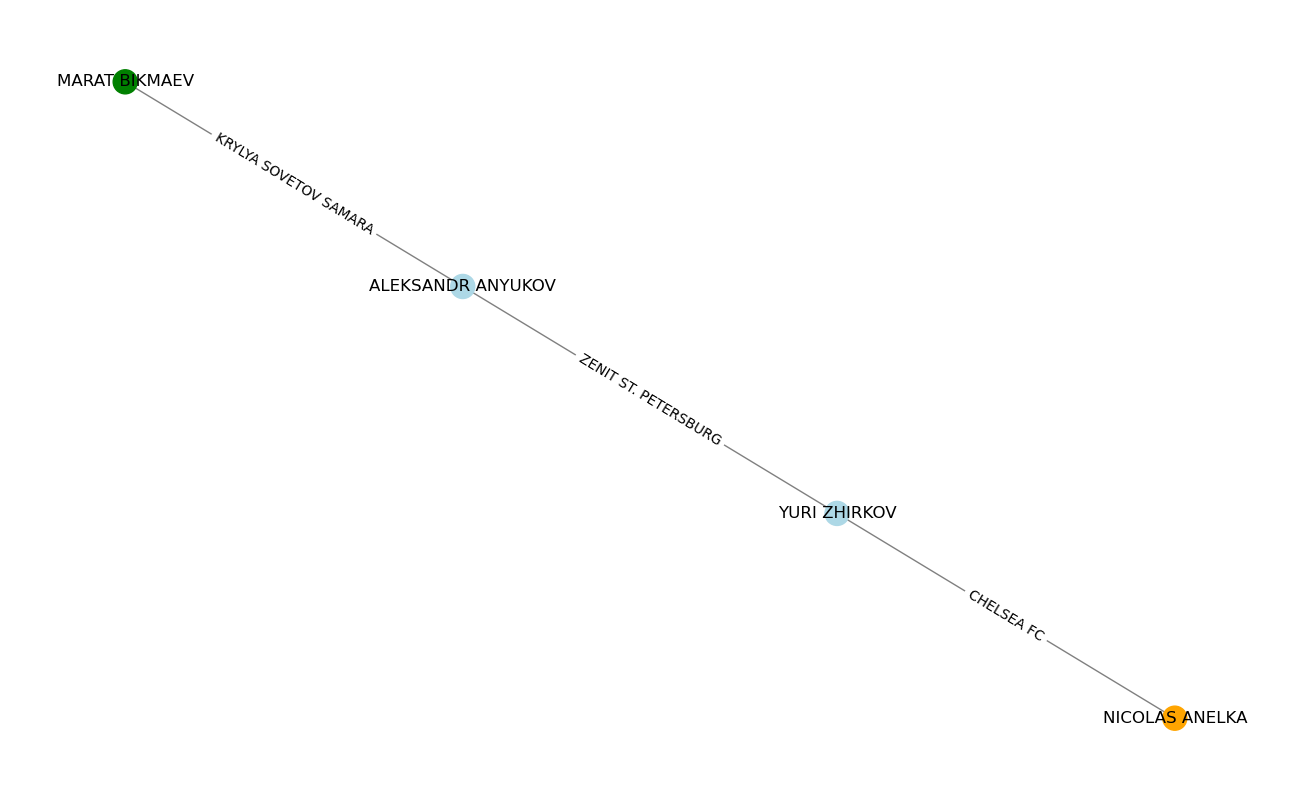 MARAT BIKMAEV
KRYLYA SOVETOV SAMARA
ALEKSANDR ANYUKOV
ZENIT ST. PETERSBURG
YURI ZHIRKOV
CHELSEA FC
NICOLAS ANELKA